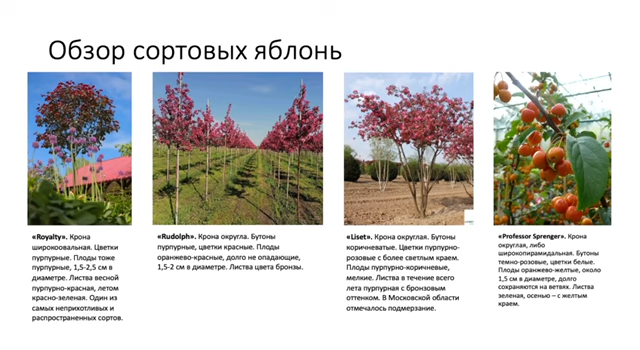 Обзор сортовых яблонь
«Royalty». Крона
широкоовальная. Цветки
пурпурные. Плоды тоже
пурпурные, 1,5-2,5 см в
диаметре. Листва весной
пурпурно-красная, летом
красно-зеленая. Один из
самых неприхотливых и
распространенных сортов.
«Rudolph». Крона округла. Бутоны
пурпурные, цветки красные. Плоды
оранжево-красные, долго не опадающие,
1,5-2 см в диаметре. Листва цвета бронзы.
«Liset». Крона округлая. Бутоны
коричневатые. Цветки пурпурно-
розовые с более светлым краем.
Плоды пурпурно-коричневые,
мелкие. Листва в течение всего
лета пурпурная с бронзовым
оттенком. В Московской области
отмечалось подмерзание.
«Professor Sprenger». Крона
округлая, либо
широкопирамидальная. Бутоны
темно-розовые, цветки белые.
Плоды оранжево-желтые, около
1,5 см в диаметре, долго
сохраняются на ветвях. Листва
зеленая, осенью – с желтым
краем.